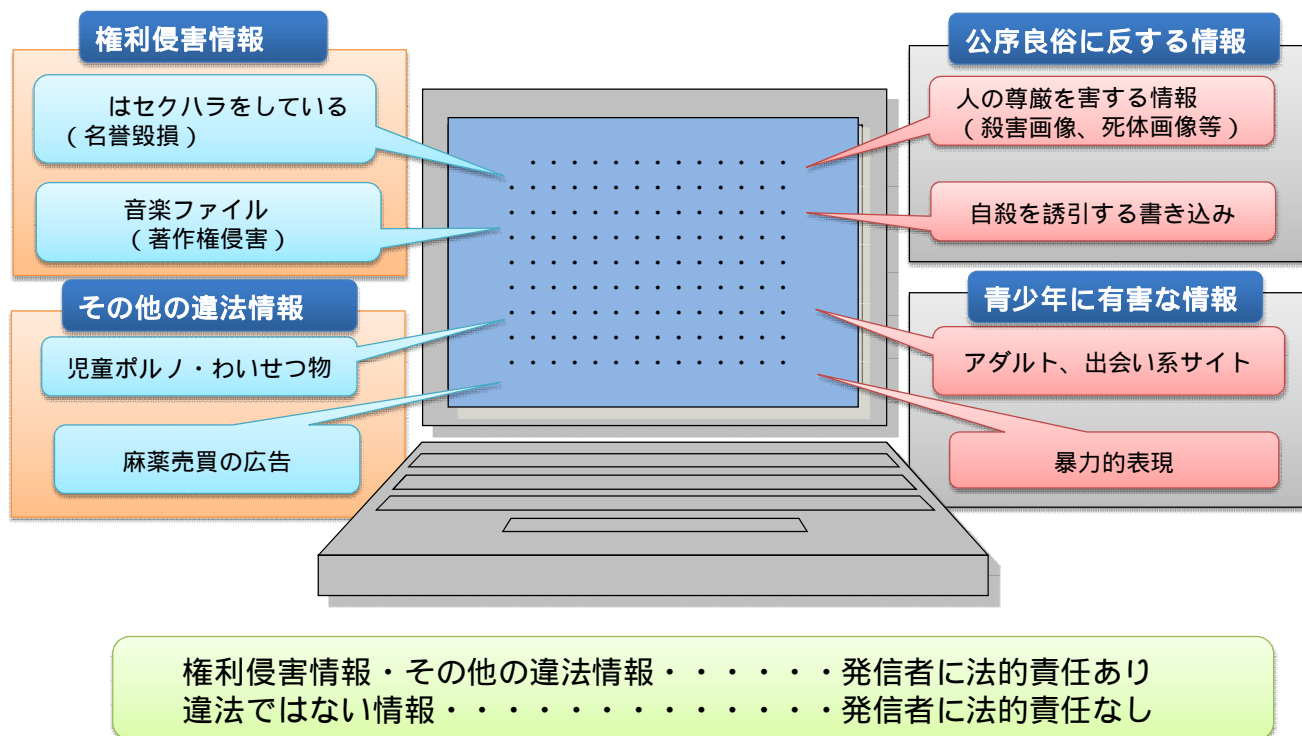 権利侵害情報
はセクハラをしている
(名誉毀損)
音楽ファイル
(著作権侵害)
その他の違法情報
児童ポルノ・わいせつ物
麻薬売買の広告
公序良俗に反する情報
人の尊厳を害する情報
(殺害画像、死体画像等)
自殺を誘引する書き込み
青少年に有害な情報
アダルト、出会い系サイト
暴力的表現
権利侵害情報・その他の違法情報・・・・・・発信者に法的責任あり
違法ではない情報・・・・・・・・・・・・・発信者に法的責任なし